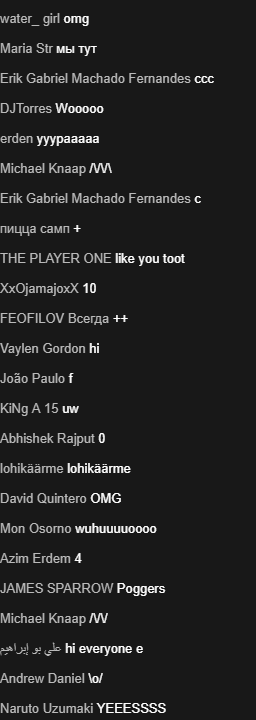 water_ girl omg
Maria Str мы тут
Erik Gabriel Machado Fernandes ccc
DJTorres Wooooo
erden yyypaaaaa
Michael Knaap /\/\/\
Erik Gabriel Machado Fernandes c
пицца самп +
THE PLAYER ONE like you toot
XxOjamajoxX 10
FEOFILOV Всегда ++
Vaylen Gordon hi
João Paulo f
KiNg A 15 uw
Abhishek Rajput 0
lohikäärme lohikäärme
David Quintero OMG
Mon Osorno wuhuuuuoooo
Azim Erdem 4
JAMES SPARROW Poggers
Michael Knaap /\/\/
علي بو إبراهيم hi everyone e
Andrew Daniel \o/
Naruto Uzumaki YEEESSSS